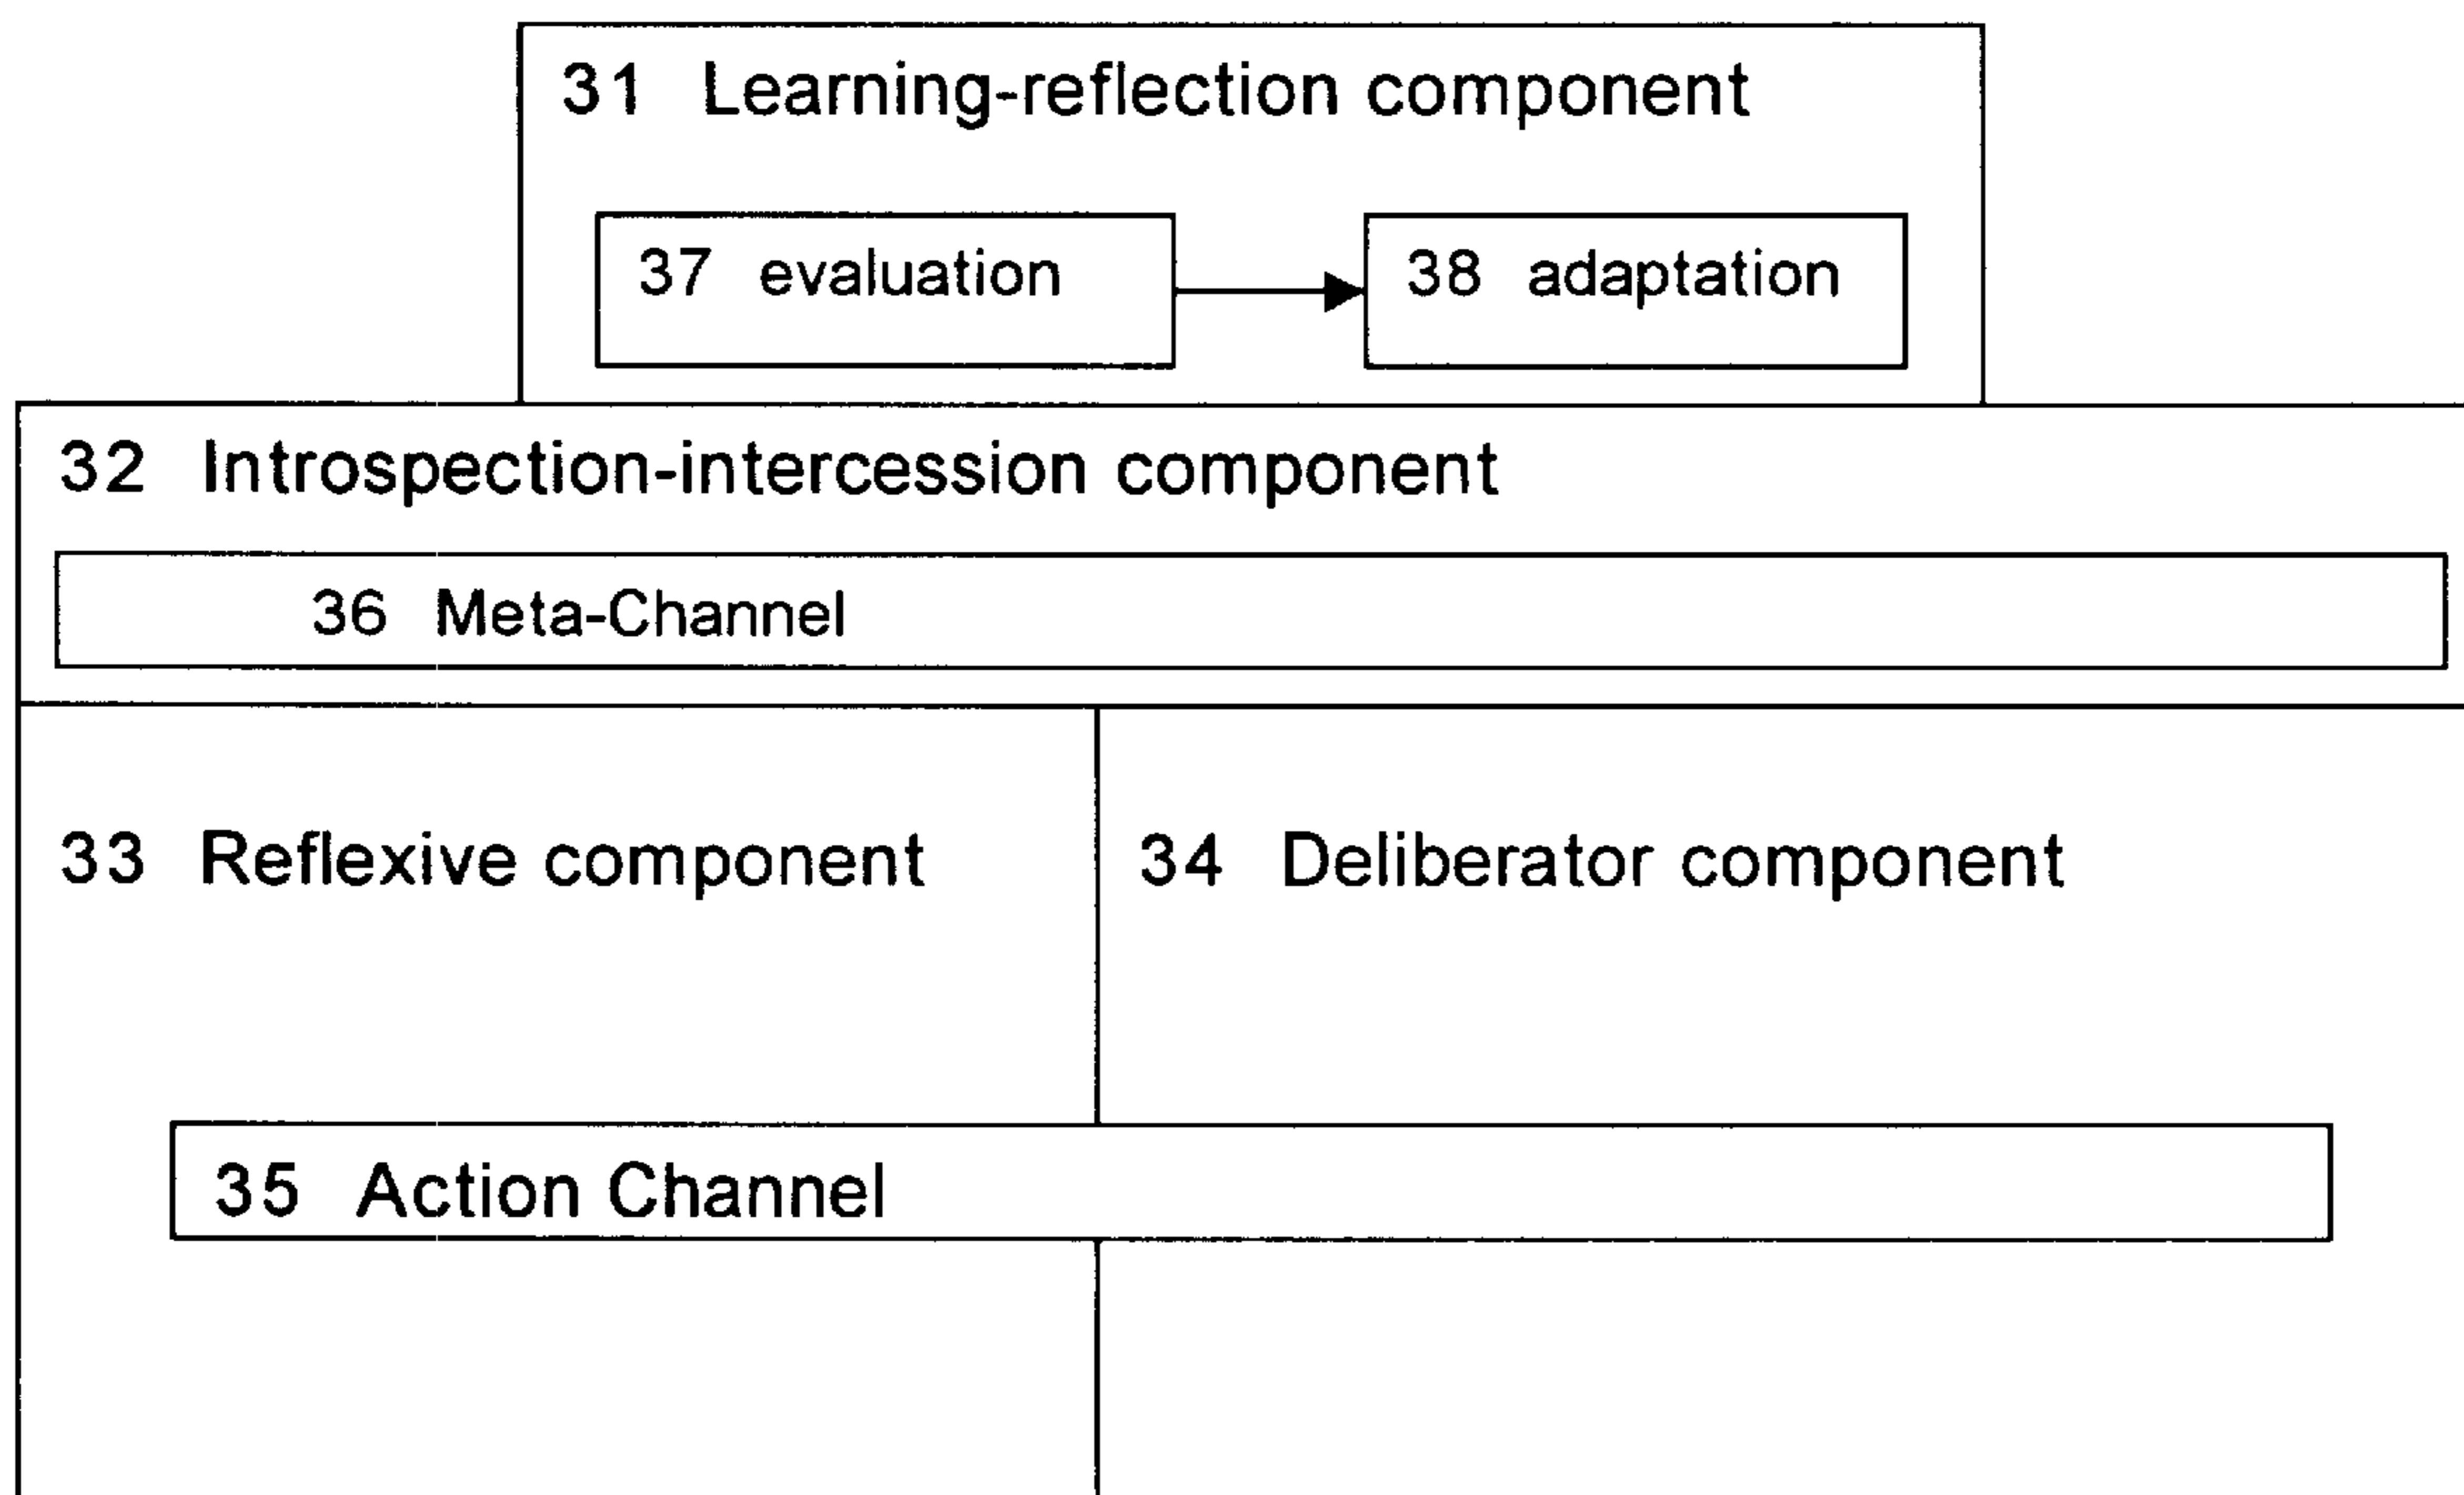 31 Learning-reflection component
37 evaluation
38 adaptation
32 Introspection-intercession component
36 Meta-Channel
33 Reflexive component
34 Deliberator component
35 Action Channel